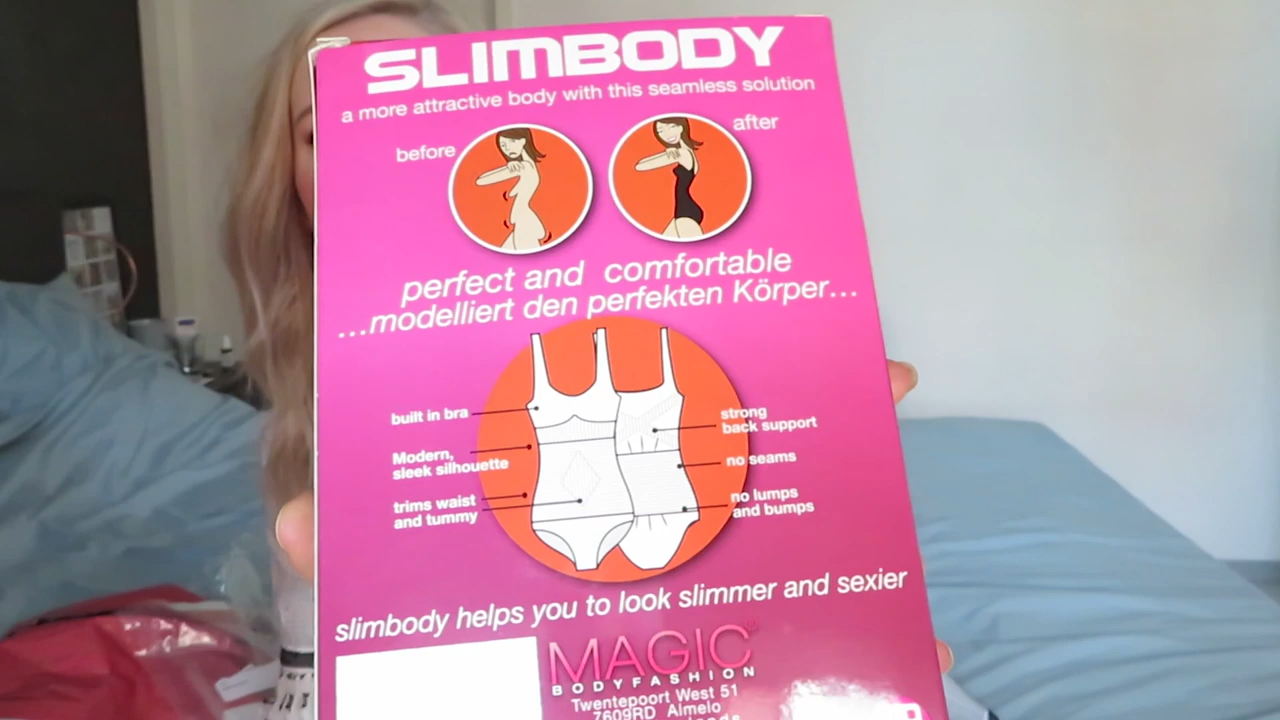 SLIMBODY
a more attractive body with this seamless solution
before
after
perfect and comfortable
...modelliert den perfekten Körper...
built in bra
Modern,
sleek silhouette
trims waist
and tummy
strong
back support
no seams
no lumps
and bumps
slimbody helps you to look slimmer and sexier
MAGIC®
BODYFASHION
Twentepoort West 51
7609RD Almelo